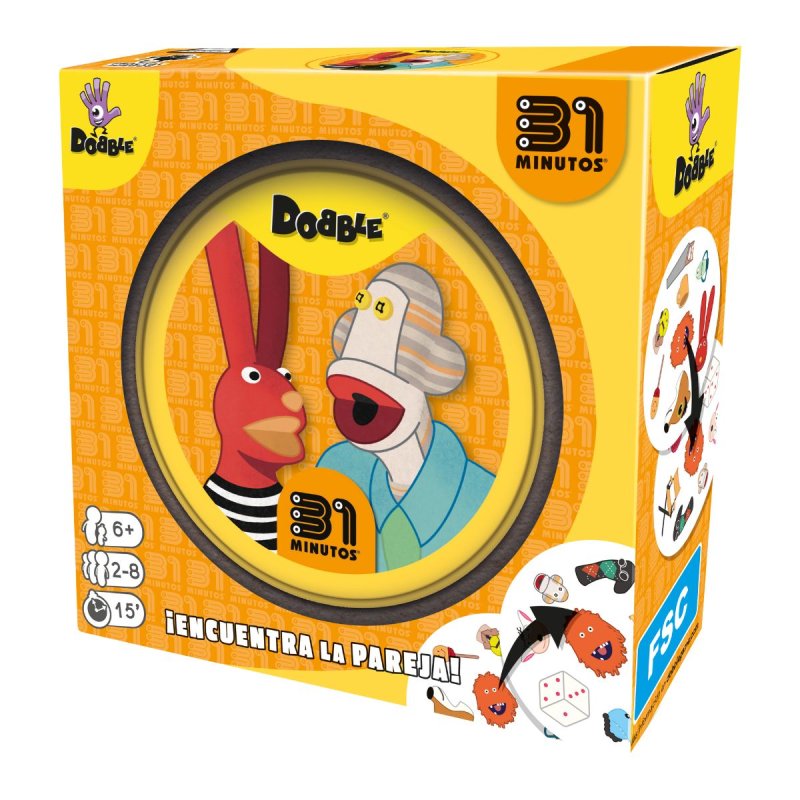 DOBBLE®
31
MINUTOS®
DOBBLE
DOBBLE®
31
MINUTOS®
6+
2-8
15'
¡ENCUENTRA LA PAREJA!
FSC